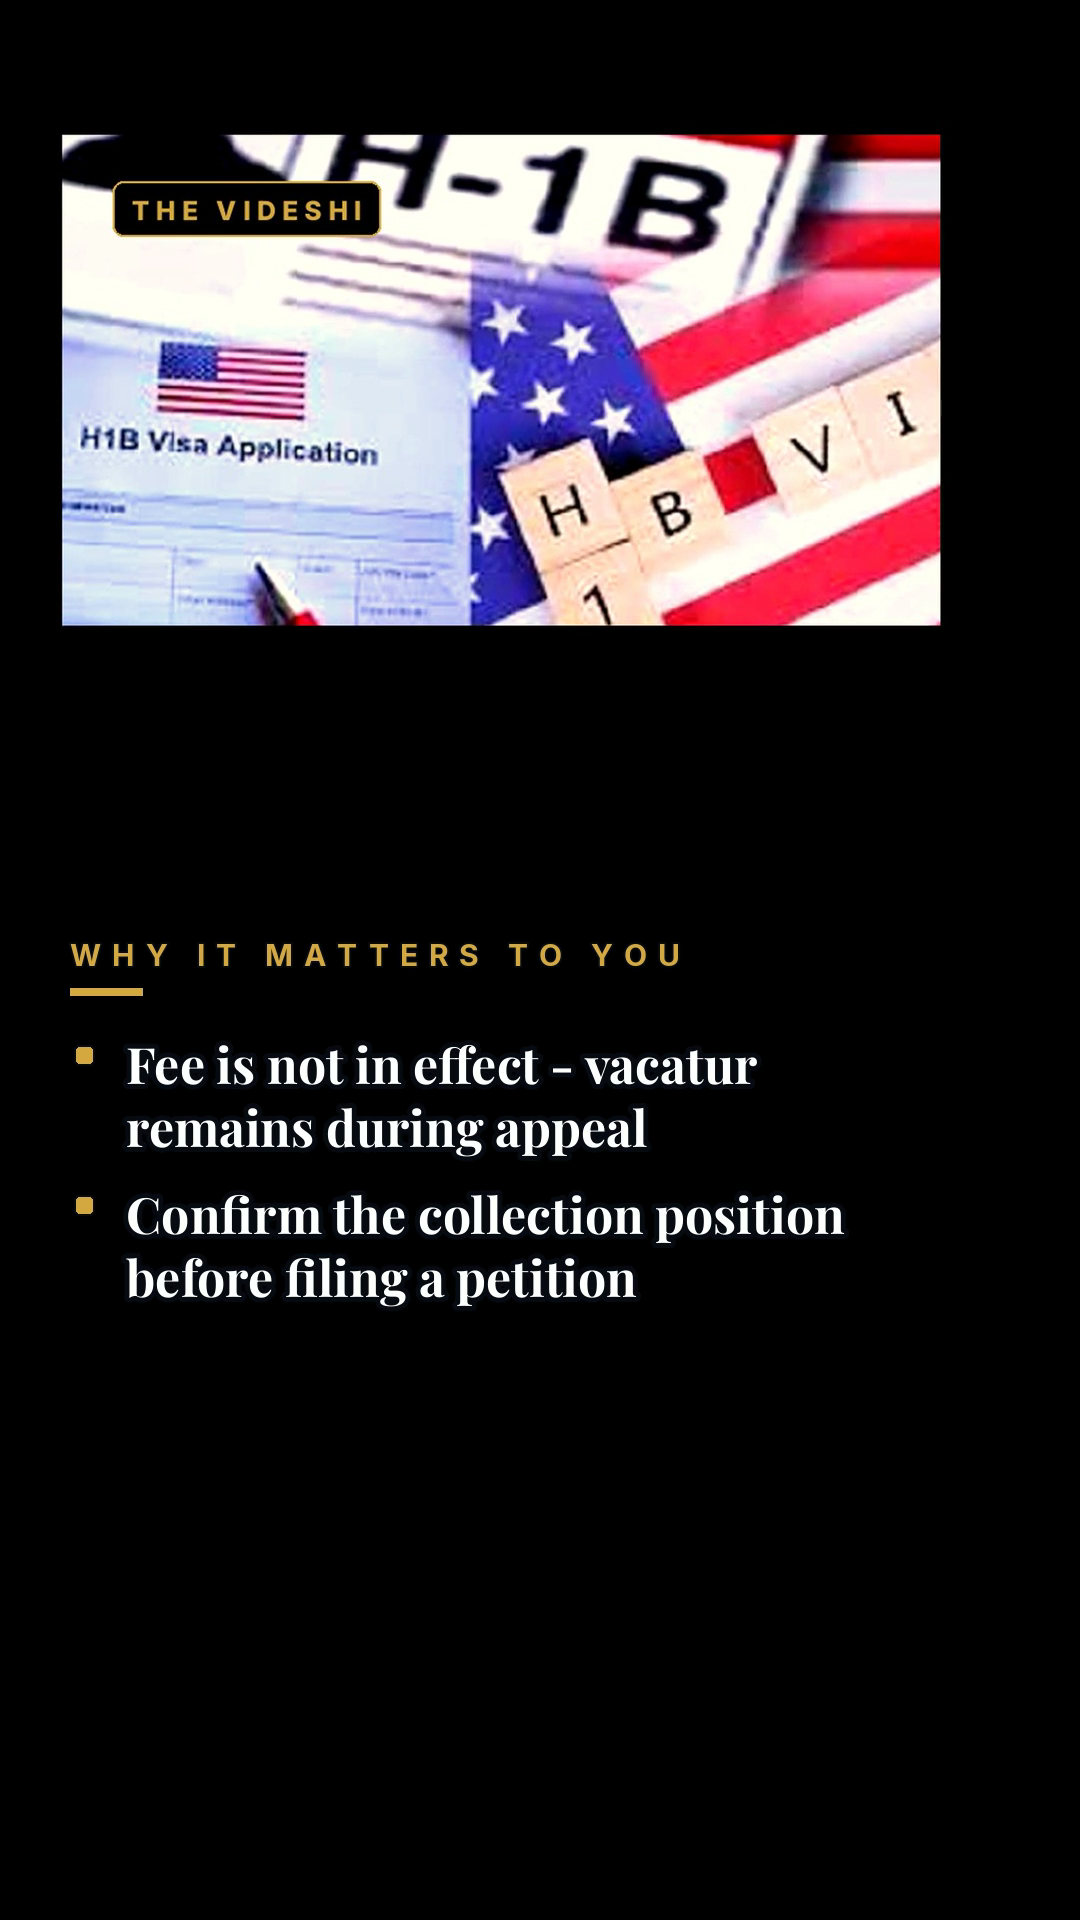 H-1B
THE VIDESHI
H1B Visa Application
H B V I
1
WHY IT MATTERS TO YOU
Fee is not in effect - vacatur
remains during appeal
Confirm the collection position
before filing a petition